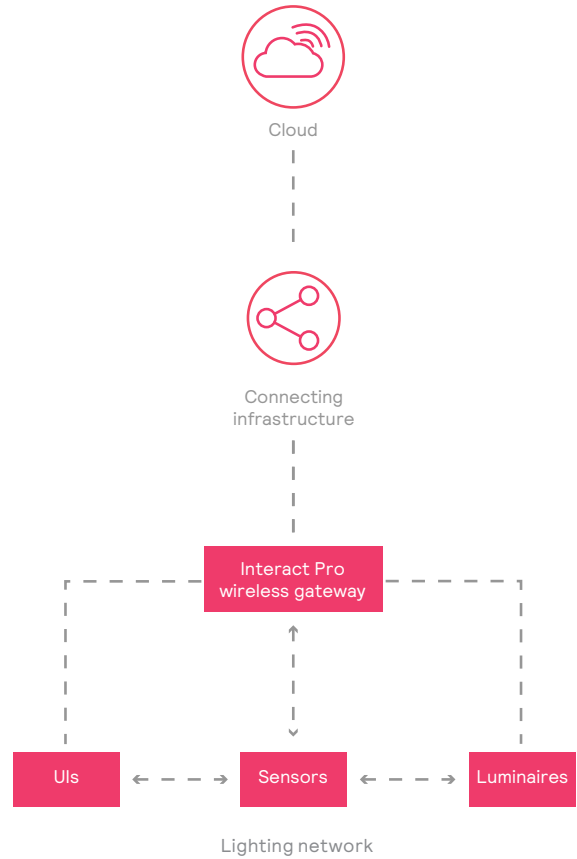 Cloud
Connecting
infrastructure
Interact Pro
wireless gateway
UIs
Sensors
Luminaires
Lighting network